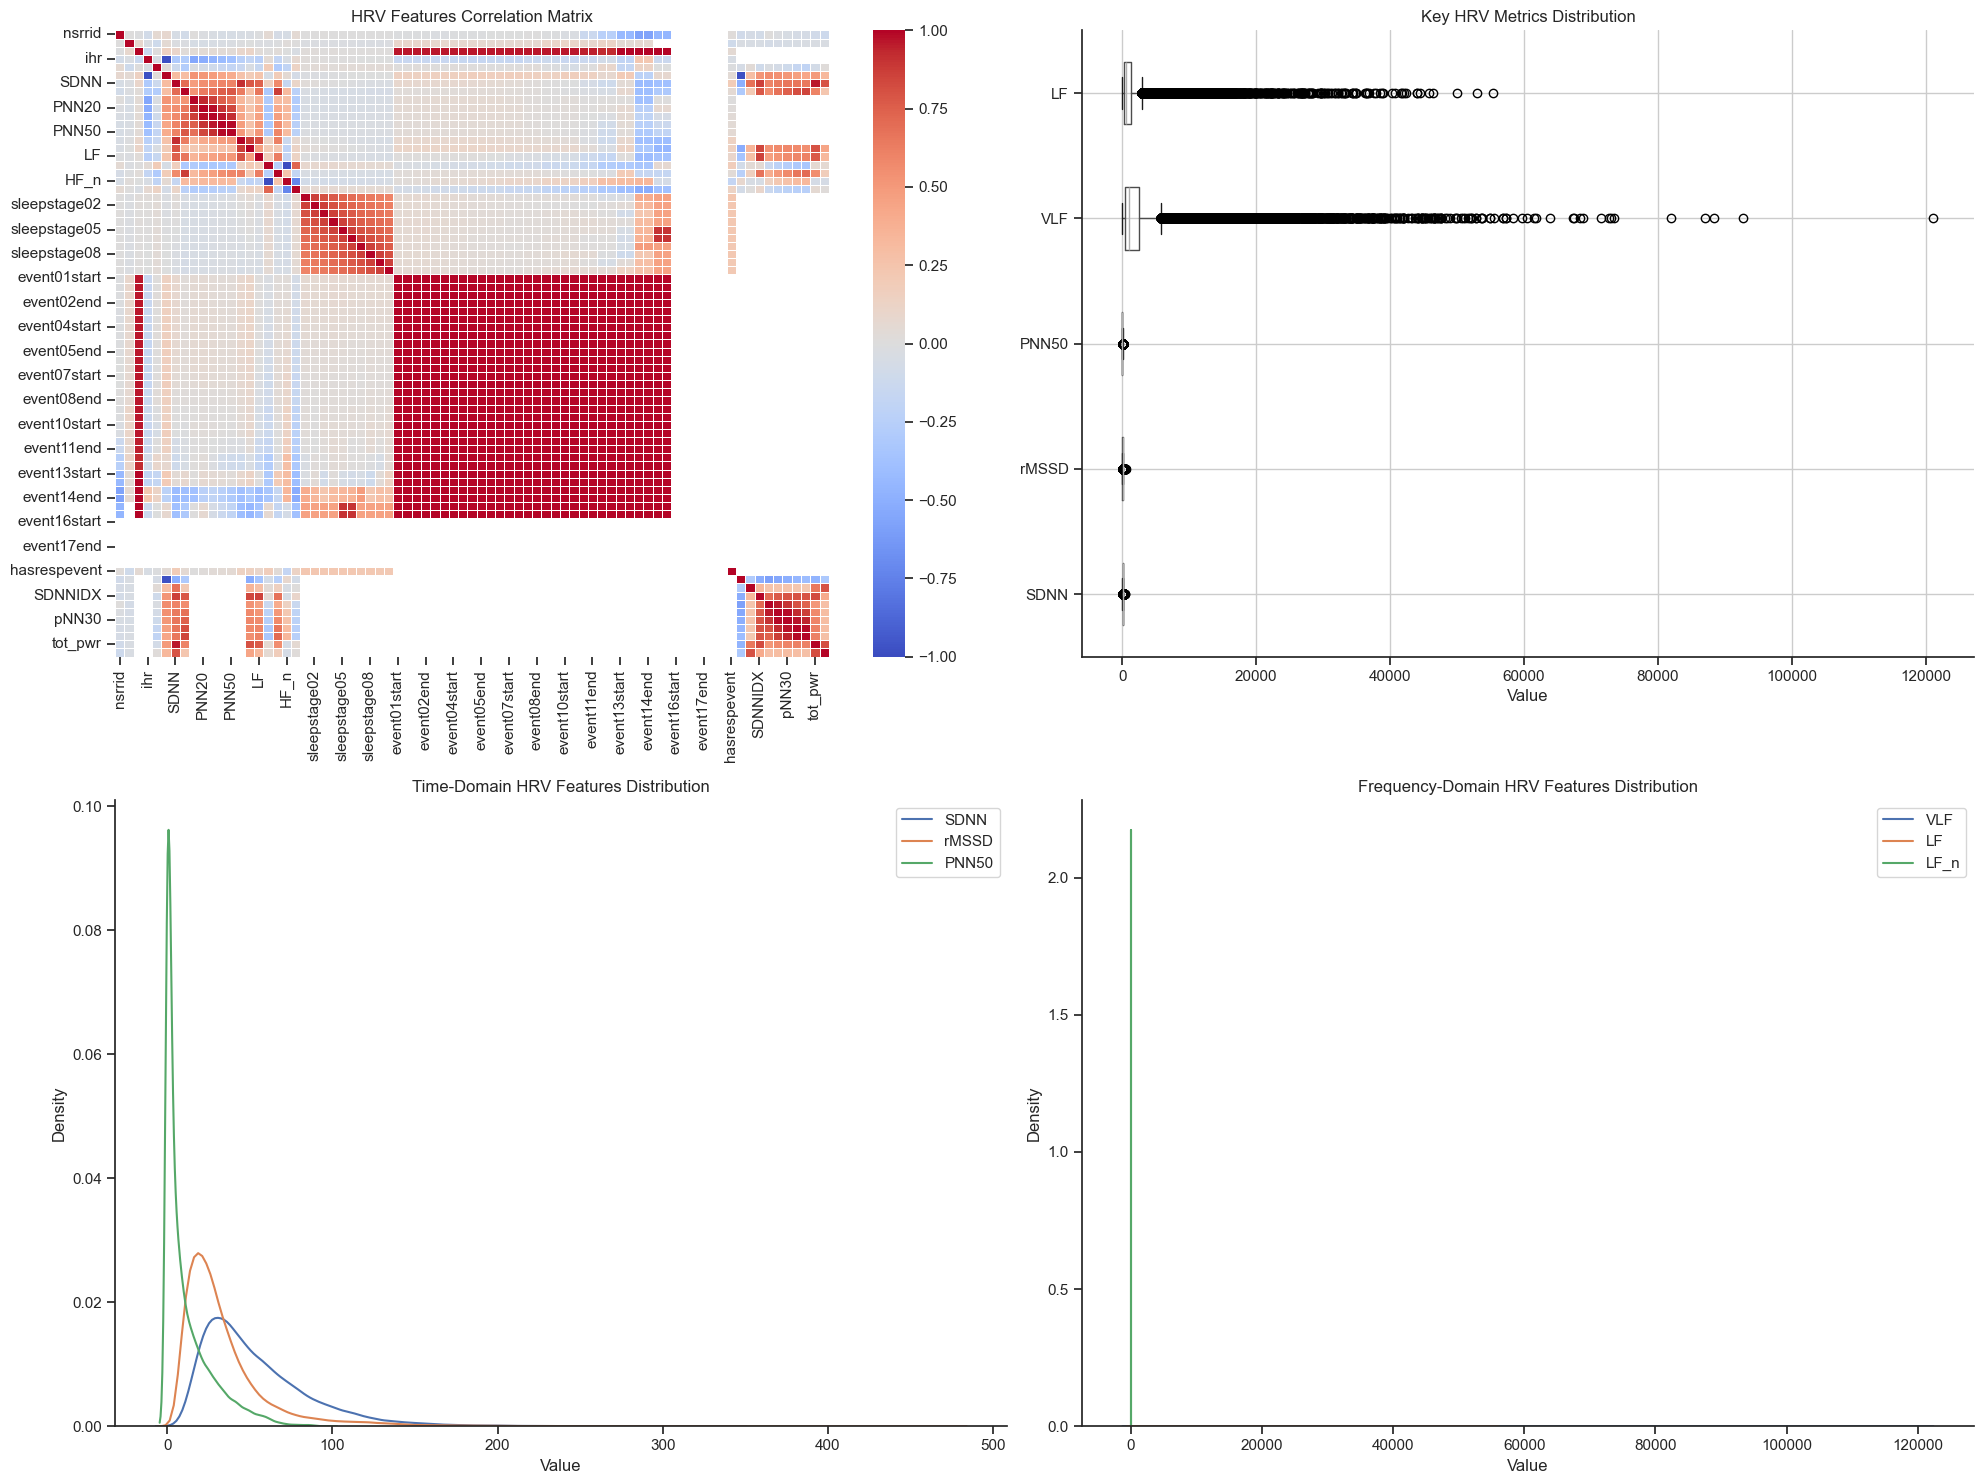 HRV Features Correlation Matrix
nsrrid
ihr
SDNN
PNN20
PNN50
LF
HF_n
sleepstage02
sleepstage05
sleepstage08
event01start
event02end
event04start
event05end
event07start
event08end
event10start
event11end
event13start
event14end
event16start
event17end
hasrespevent
SDNNIDX
pNN30
tot_pwr
nsrrid
ihr
SDNN
PNN20
PNN50
LF
HF_n
sleepstage02
sleepstage05
sleepstage08
event01start
event02end
event04start
event05end
event07start
event08end
event10start
event11end
event13start
event14end
event16start
event17end
hasrespevent
SDNNIDX
pNN30
tot_pwr
1.00
0.75
0.50
0.25
0.00
−0.25
−0.50
−0.75
−1.00
Key HRV Metrics Distribution
LF
VLF
PNN50
rMSSD
SDNN
0 20000 40000 60000 80000 100000 120000
Value
Time-Domain HRV Features Distribution
SDNN
rMSSD
PNN50
0.10
0.08
0.06
0.04
0.02
0.00
Density
0 100 200 300 400 500
Value
Frequency-Domain HRV Features Distribution
VLF
LF
LF_n
2.0
1.5
1.0
0.5
0.0
Density
0 20000 40000 60000 80000 100000 120000
Value